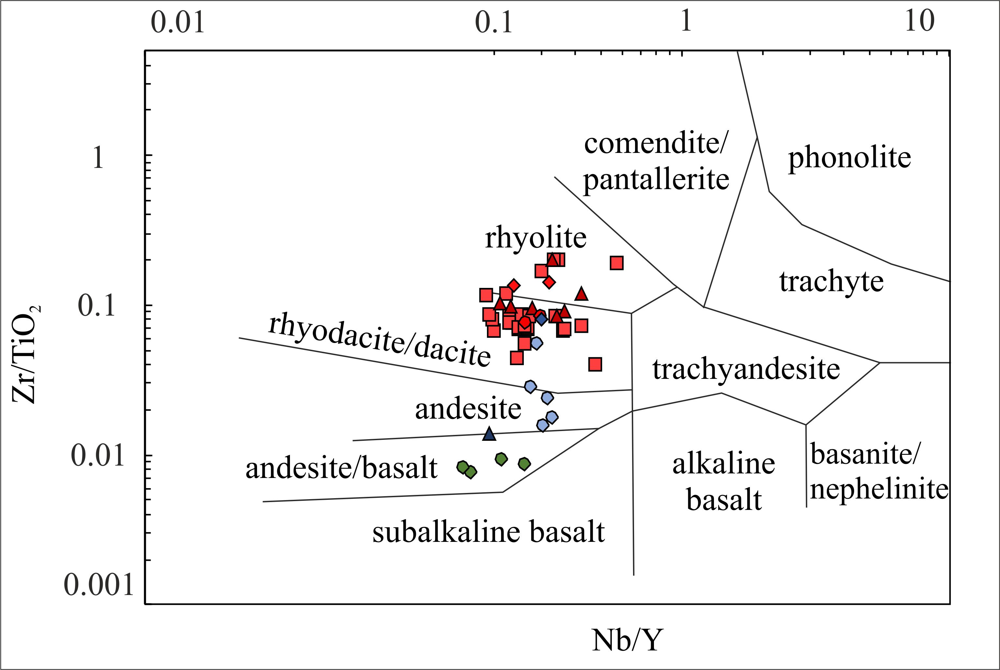 0.01 0.1 1 10
comendite/
pantallerite
phonolite
1
rhyolite
trachyte
0.1
rhyodacite/dacite
Zr/TiO₂
trachyandesite
andesite
0.01
andesite/basalt
alkaline
basalt
basanite/
nephelinite
subalkaline basalt
0.001
Nb/Y